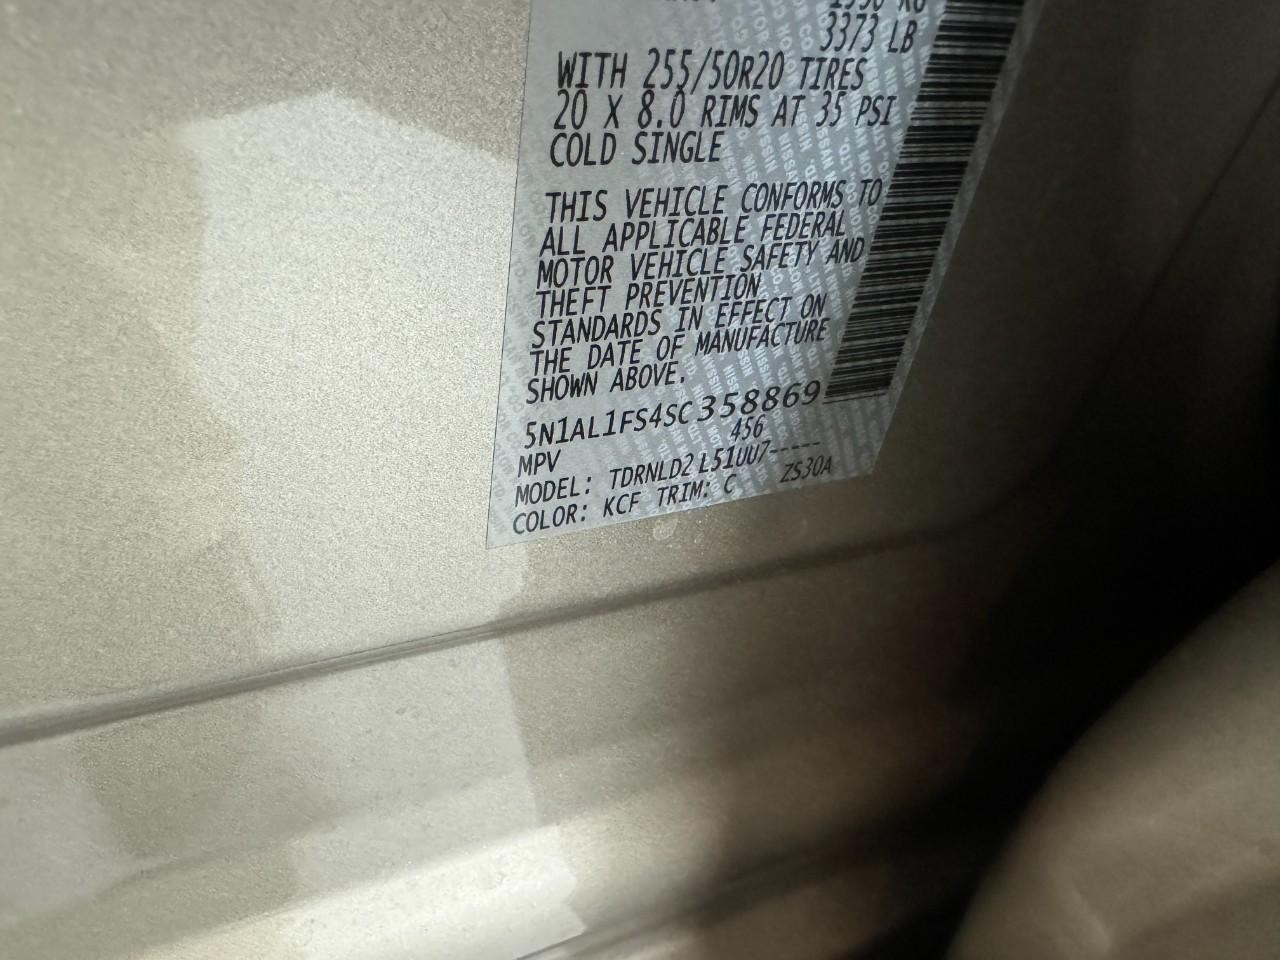 3373 LB
WITH 255/50R20 TIRES
20 X 8.0 RIMS AT 35 PSI
COLD SINGLE
THIS VEHICLE CONFORMS TO
ALL APPLICABLE FEDERAL
MOTOR VEHICLE SAFETY AND
THEFT PREVENTION
STANDARDS IN EFFECT ON
THE DATE OF MANUFACTURE
SHOWN ABOVE.
5N1AL1FS4SC358869
MPV 456
MODEL: TDRNLD2 L51UU7-----
COLOR: KCF TRIM: C ZS30A